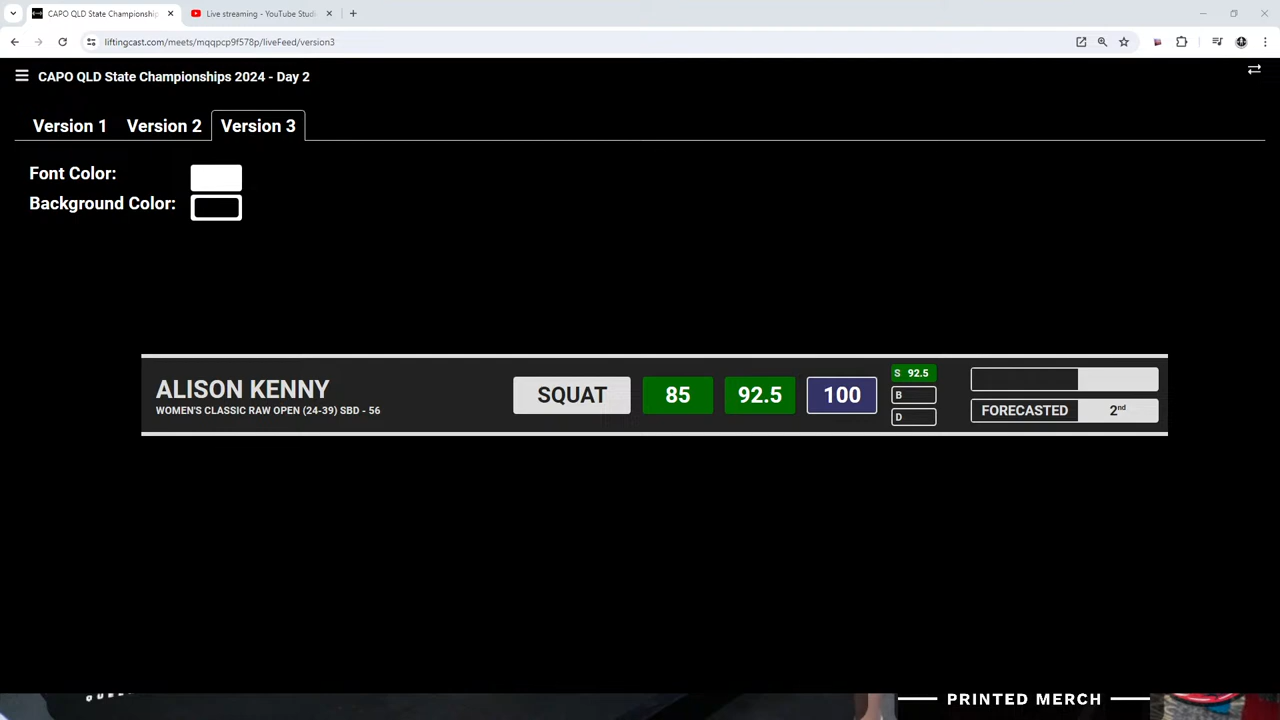 CAPO QLD State Championships
Live streaming - YouTube Studi
liftingcast.com/meets/mqqpcp9f578p/liveFeed/version3
CAPO QLD State Championships 2024 - Day 2
Version 1 Version 2 Version 3
Font Color:
Background Color:
ALISON KENNY
WOMEN'S CLASSIC RAW OPEN (24-39) SBD - 56
SQUAT 85 92.5 100
S 92.5
B
D
FORECASTED 2nd
PRINTED MERCH